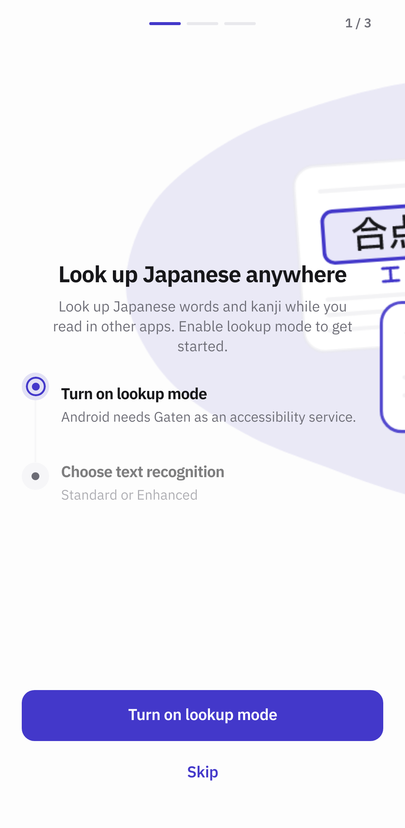 1 / 3
合点
Look up Japanese anywhere
Look up Japanese words and kanji while you
read in other apps. Enable lookup mode to get
started.
Turn on lookup mode
Android needs Gaten as an accessibility service.
Choose text recognition
Standard or Enhanced
Turn on lookup mode
Skip